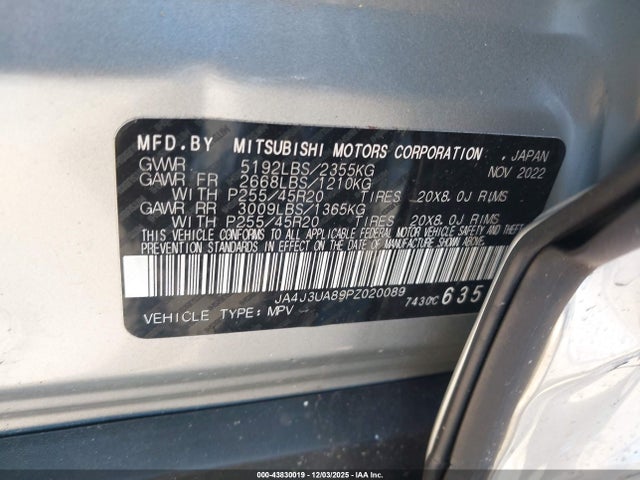 MFD.BY MITSUBISHI MOTORS CORPORATION, JAPAN
GVWR 5192LBS/2355KG NOV 2022
GAWR FR 2668LBS/1210KG
WITH P255/45R20 TIRES 20X8.0J RIMS
GAWR RR 3009LBS/1365KG
WITH P255/45R20 TIRES 20X8.0J RIMS
THIS VEHICLE CONFORMS TO ALL APPLICABLE FEDERAL MOTOR VEHICLE SAFETY AND THEFT
PREVENTION STANDARDS IN EFFECT ON THE DATE OF MANUFACTURE SHOWN ABOVE.
JA4J3UA89PZ020089
VEHICLE TYPE: MPV 7430C 635
00-43830019 - 12/03/2025 - IAA Corp.